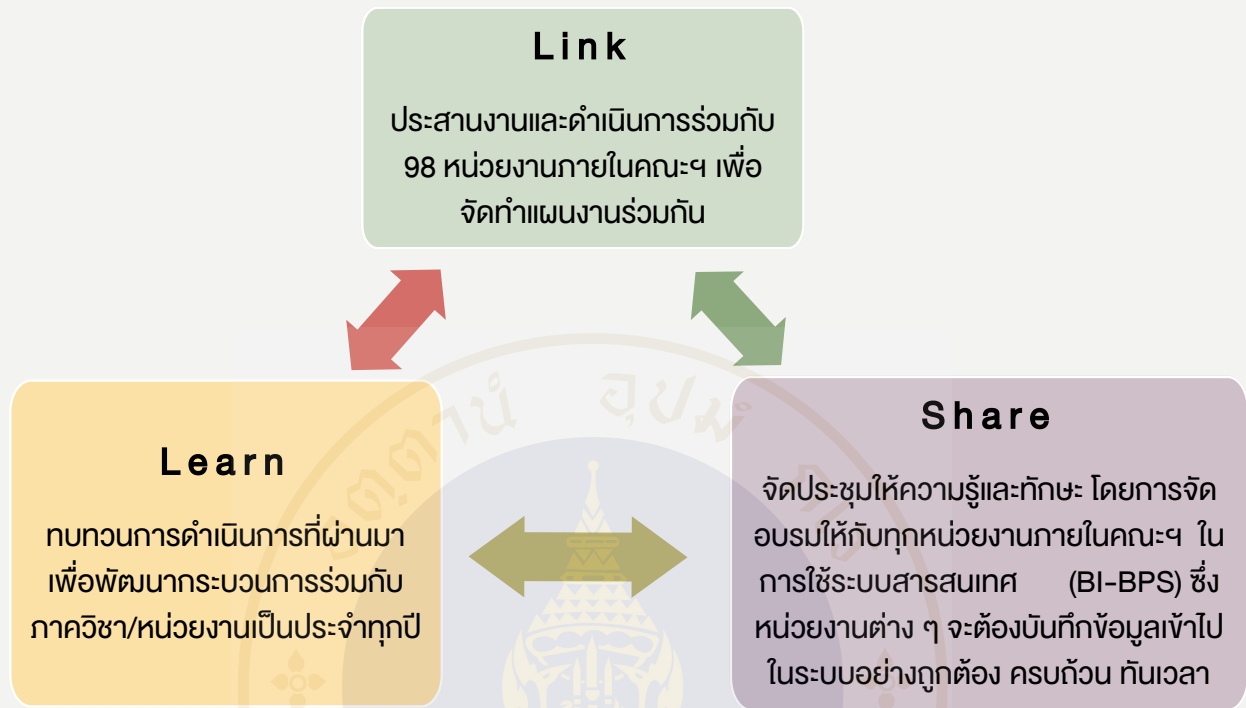 Link
ประสานงานและดำเนินการร่วมกับ
98 หน่วยงานภายในคณะฯ เพื่อ
จัดทำแผนงานร่วมกัน
Learn
ทบทวนการดำเนินการที่ผ่านมา
เพื่อพัฒนากระบวนการร่วมกับ
ภาควิชา/หน่วยงานเป็นประจำทุกปี
Share
จัดประชุมให้ความรู้และทักษะ โดยการจัด
อบรมให้กับทุกหน่วยงานภายในคณะฯ ใน
การใช้ระบบสารสนเทศ (BI-BPS) ซึ่ง
หน่วยงานต่าง ๆ จะต้องบันทึกข้อมูลเข้าไป
ในระบบอย่างถูกต้อง ครบถ้วน ทันเวลา